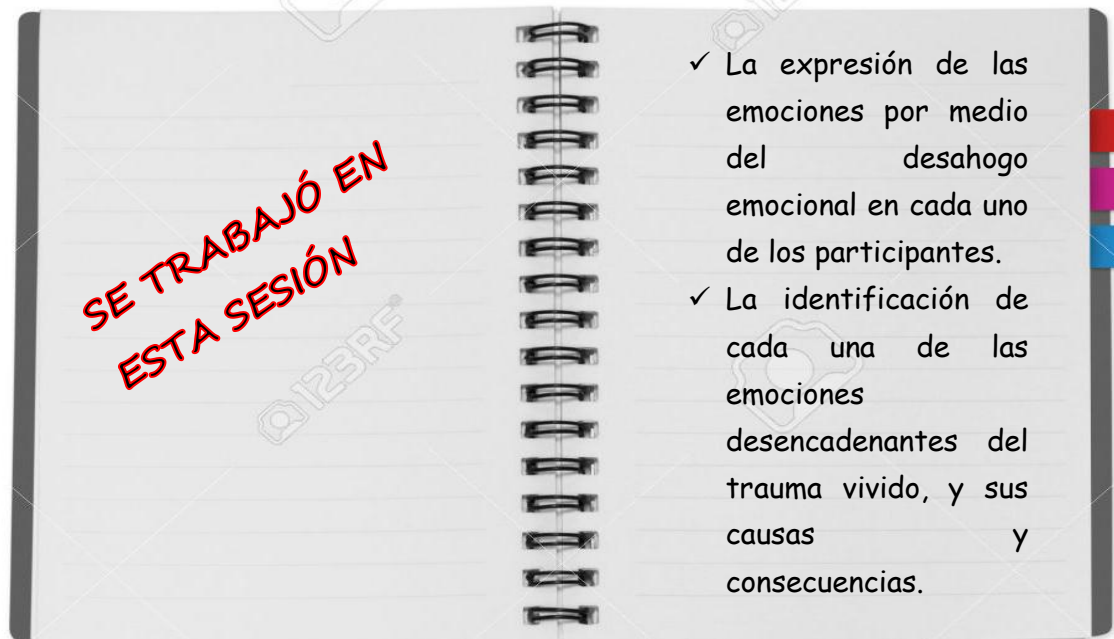 SE TRABAJÓ EN
ESTA SESIÓN
✓ La expresión de las
emociones por medio
del desahogo
emocional en cada uno
de los participantes.
✓ La identificación de
cada una de las
emociones
desencadenantes del
trauma vivido, y sus
causas y
consecuencias.
123RF